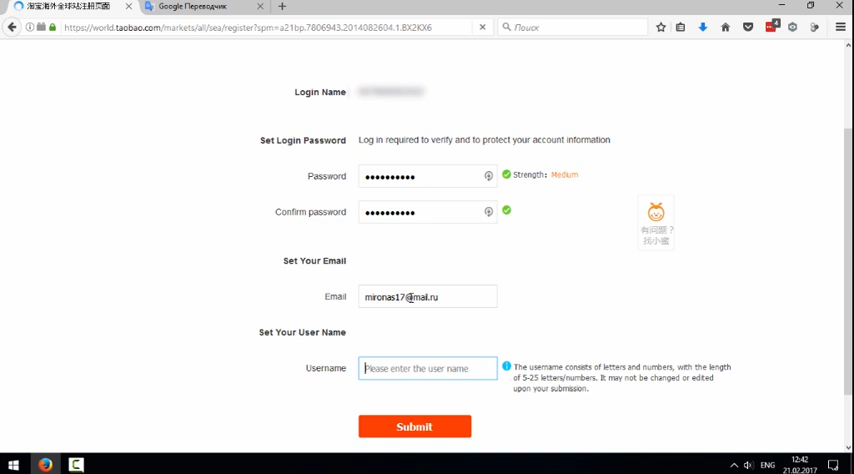 淘宝海外全球站注册页面
Google Переводчик
https://world.taobao.com/markets/all/sea/register?spm=a21bp.7806943.2014082604.1.BX2KX6
Поиск
4
Login Name
Set Login Password Log in required to verify and to protect your account information
Password ●●●●●●●●●● Strength: Medium
Confirm password ●●●●●●●●●●
有问题？
找小蜜
Set Your Email
Email mironas17@mail.ru
Set Your User Name
Username Please enter the user name
The username consists of letters and numbers, with the length
of 5-25 letters/numbers. It may not be changed or edited
upon your submission.
Submit
ENG
12:42
21.02.2017